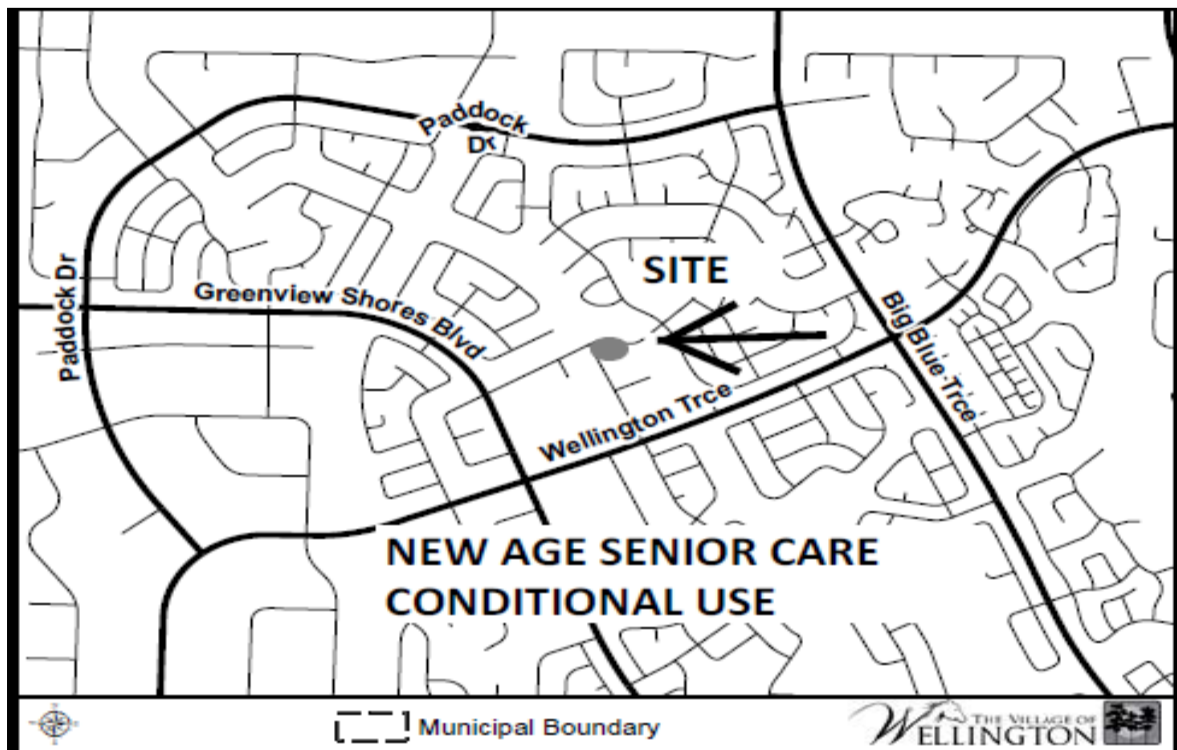 Paddock
Dr
SITE
Paddock Dr
Greenview Shores Blvd
Big Blue Trce
Wellington Trce
NEW AGE SENIOR CARE
CONDITIONAL USE
Municipal Boundary
THE VILLAGE OF
WELLINGTON